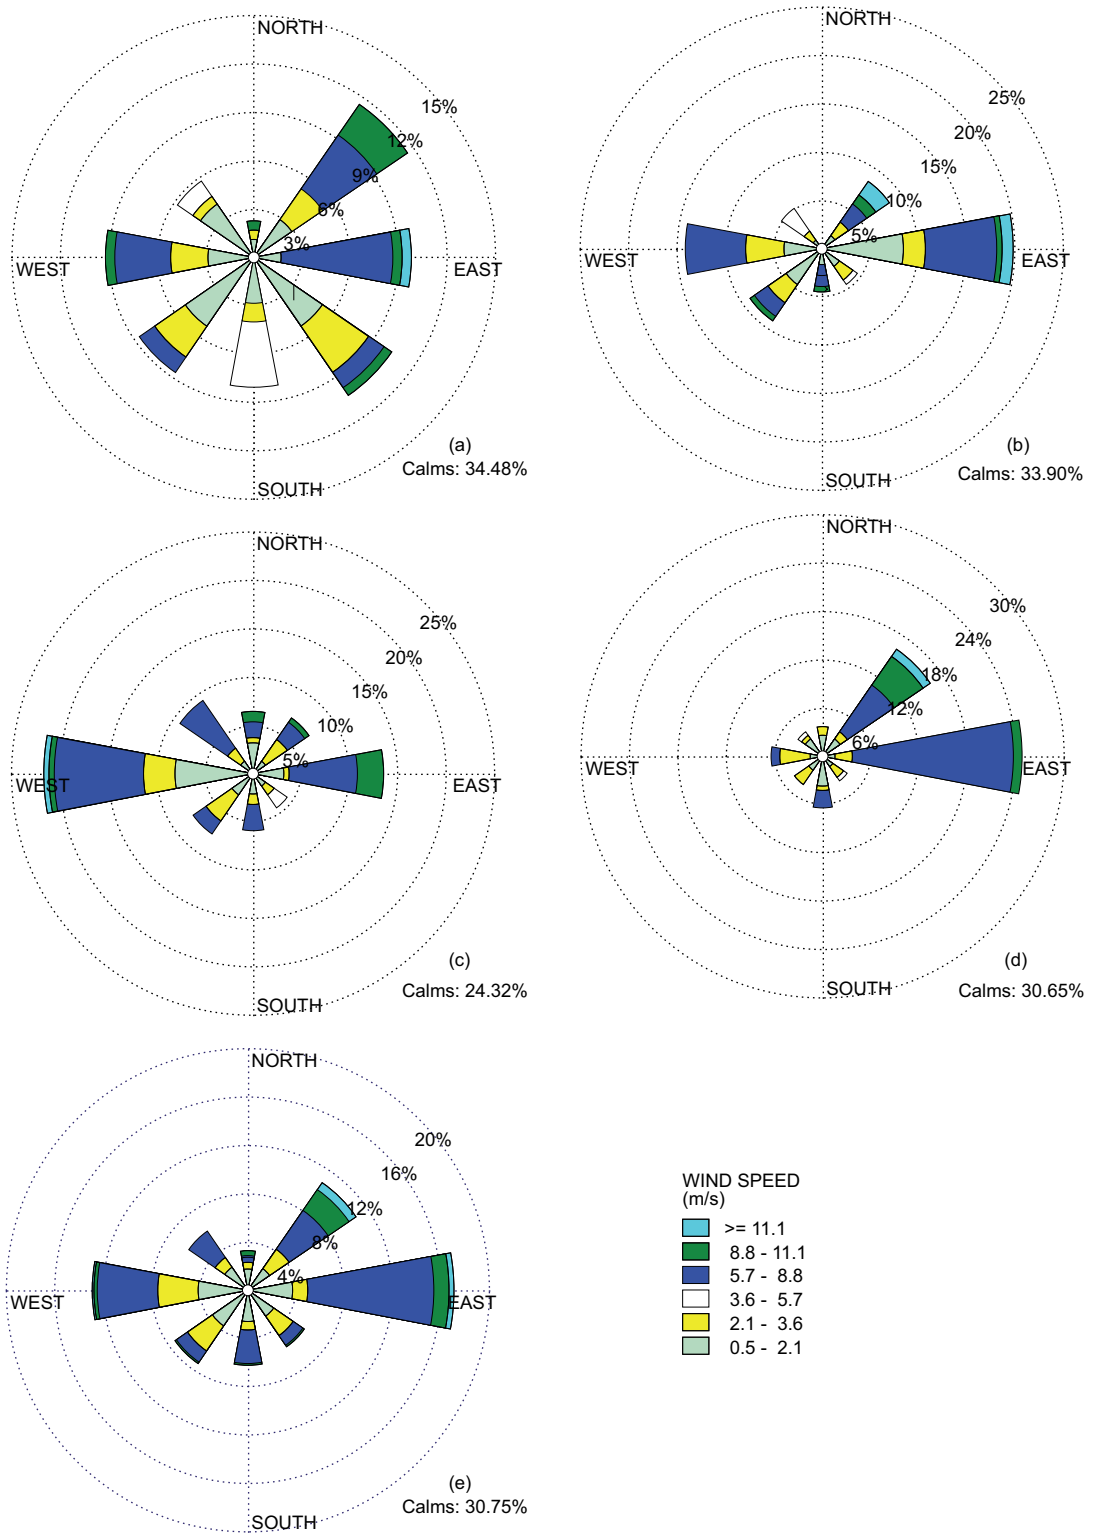 NORTH
15%
12%
9%
6%
3%
WEST
EAST
SOUTH
(a)
Calms: 34.48%
NORTH
25%
20%
15%
10%
5%
WEST
EAST
SOUTH
(b)
Calms: 33.90%
NORTH
25%
20%
15%
10%
5%
WEST
EAST
SOUTH
(c)
Calms: 24.32%
NORTH
30%
24%
18%
12%
6%
WEST
EAST
SOUTH
(d)
Calms: 30.65%
NORTH
20%
16%
12%
8%
4%
WEST
EAST
SOUTH
(e)
Calms: 30.75%
WIND SPEED
(m/s)
>= 11.1
8.8 - 11.1
5.7 - 8.8
3.6 - 5.7
2.1 - 3.6
0.5 - 2.1